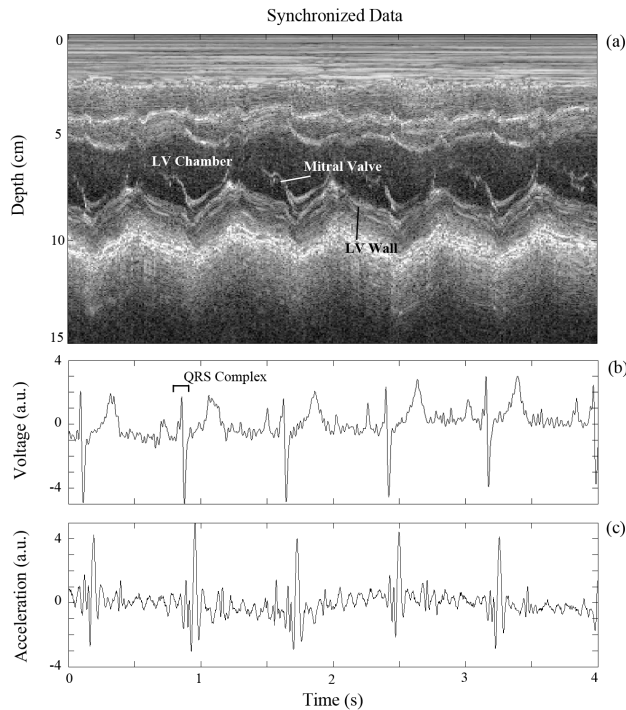 Synchronized Data
(a)
0
5
10
15
Depth (cm)
LV Chamber
Mitral Valve
LV Wall
(b)
4
0
-4
Voltage (a.u.)
QRS Complex
(c)
4
0
-4
Acceleration (a.u.)
0 1 2 3 4
Time (s)